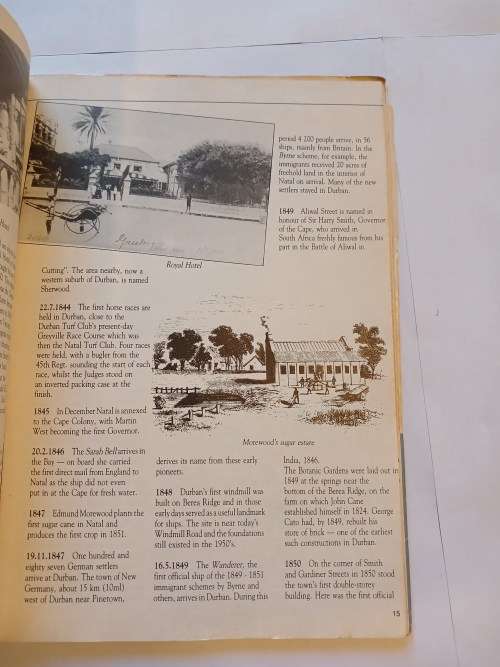 Royal Hotel
Cutting". The area nearby, now a
western suburb of Durban, is named
Sherwood
22.7.1844 The first horse races are
held in Durban, close to the
Durban Turf Club's present-day
Greyville Race Course which was
then the Natal Turf Club. Four races
were held, with a bugler from the
45th Regt. sounding the start of each
race, whilst the Judges stood on
an inverted packing case at the
finish.
1845 In December Natal is annexed
to the Cape Colony, with Martin
West becoming the first Governor.
20.2.1846 The Sarah Bell arrives in
the Bay — on board she carried
the first direct mail from England to
Natal as the ship did not even
put in at the Cape for fresh water.
1847 Edmund Morewood plants the
first sugar cane in Natal and
produces the first crop in 1851.
19.11.1847 One hundred and
eighty seven German settlers
arrive at Durban. The town of New
Germany, about 15 km (10ml)
west of Durban near Pinetown,
Morewood's sugar estate
derives its name from these early
pioneers.
1848 Durban's first windmill was
built on Berea Ridge and in those
early days served as a useful landmark
for ships. The site is near today's
Windmill Road and the foundations
still existed in the 1950's.
16.5.1849 The Wanderer, the
first official ship of the 1849 - 1851
immigrant schemes by Byrne and
others, arrives in Durban. During this
period 4 200 people arrive, in 56
ships, mainly from Britain. In the
Byrne scheme, for example, the
immigrants received 20 acres of
freehold land in the interior of
Natal on arrival. Many of the new
settlers stayed in Durban.
1849 Aliwal Street is named in
honour of Sir Harry Smith, Governor
of the Cape, who arrived in
South Africa freshly famous from his
part in the Battle of Aliwal in
India, 1846.
The Botanic Gardens were laid out in
1849 at the springs near the
bottom of the Berea Ridge, on the
farm on which John Cane
established himself in 1824. George
Cato had, by 1849, rebuilt his
store of brick — one of the earliest
such constructions in Durban.
1850 On the corner of Smith
and Gardiner Streets in 1850 stood
the town's first double-storey
building. Here was the first official
15